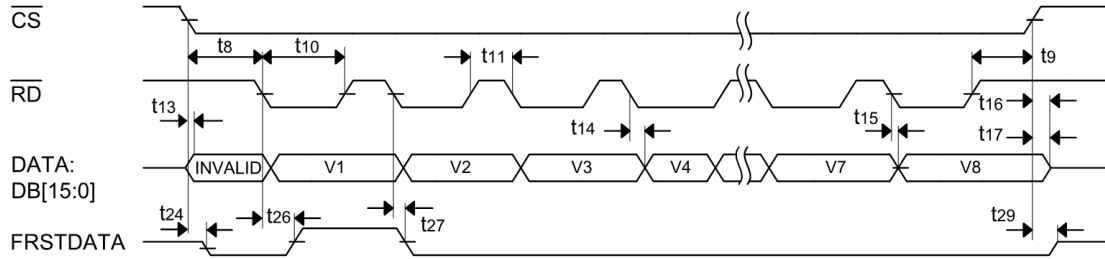 CS
t8 t10 t11 t9
RD
t13 t14 t15 t16
t17
DATA:
DB[15:0]
INVALID V1 V2 V3 V4 V7 V8
t24 t26 t27 t29
FRSTDATA